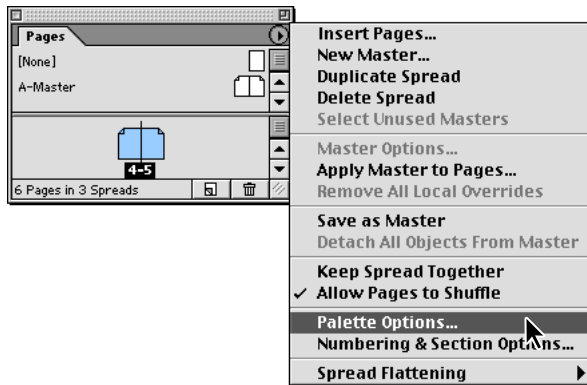 Pages
[None]
A-Master
4-5
6 Pages in 3 Spreads
Insert Pages...
New Master...
Duplicate Spread
Delete Spread
Select Unused Masters
Master Options...
Apply Master to Pages...
Remove All Local Overrides
Save as Master
Detach All Objects From Master
Keep Spread Together
✓ Allow Pages to Shuffle
Palette Options...
Numbering & Section Options...
Spread Flattening